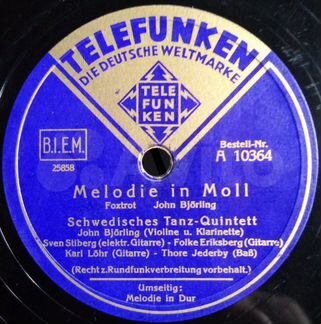 TELEFUNKEN
DIE DEUTSCHE WELTMARKE
TELE
FUN
KEN
B.I.E.M.
25858
Bestell-Nr.
A 10364
Melodie in Moll
Foxtrot John Björling
Schwedisches Tanz-Quintett
John Björling (Violine u. Klarinette)
Sven Stiberg (elektr. Gitarre) - Folke Eriksberg (Gitarre)
Karl Löhr (Gitarre) - Thore Jederby (Baß)
(Recht z. Rundfunkverbreitung vorbehalt.)
Umseitig:
Melodie in Dur